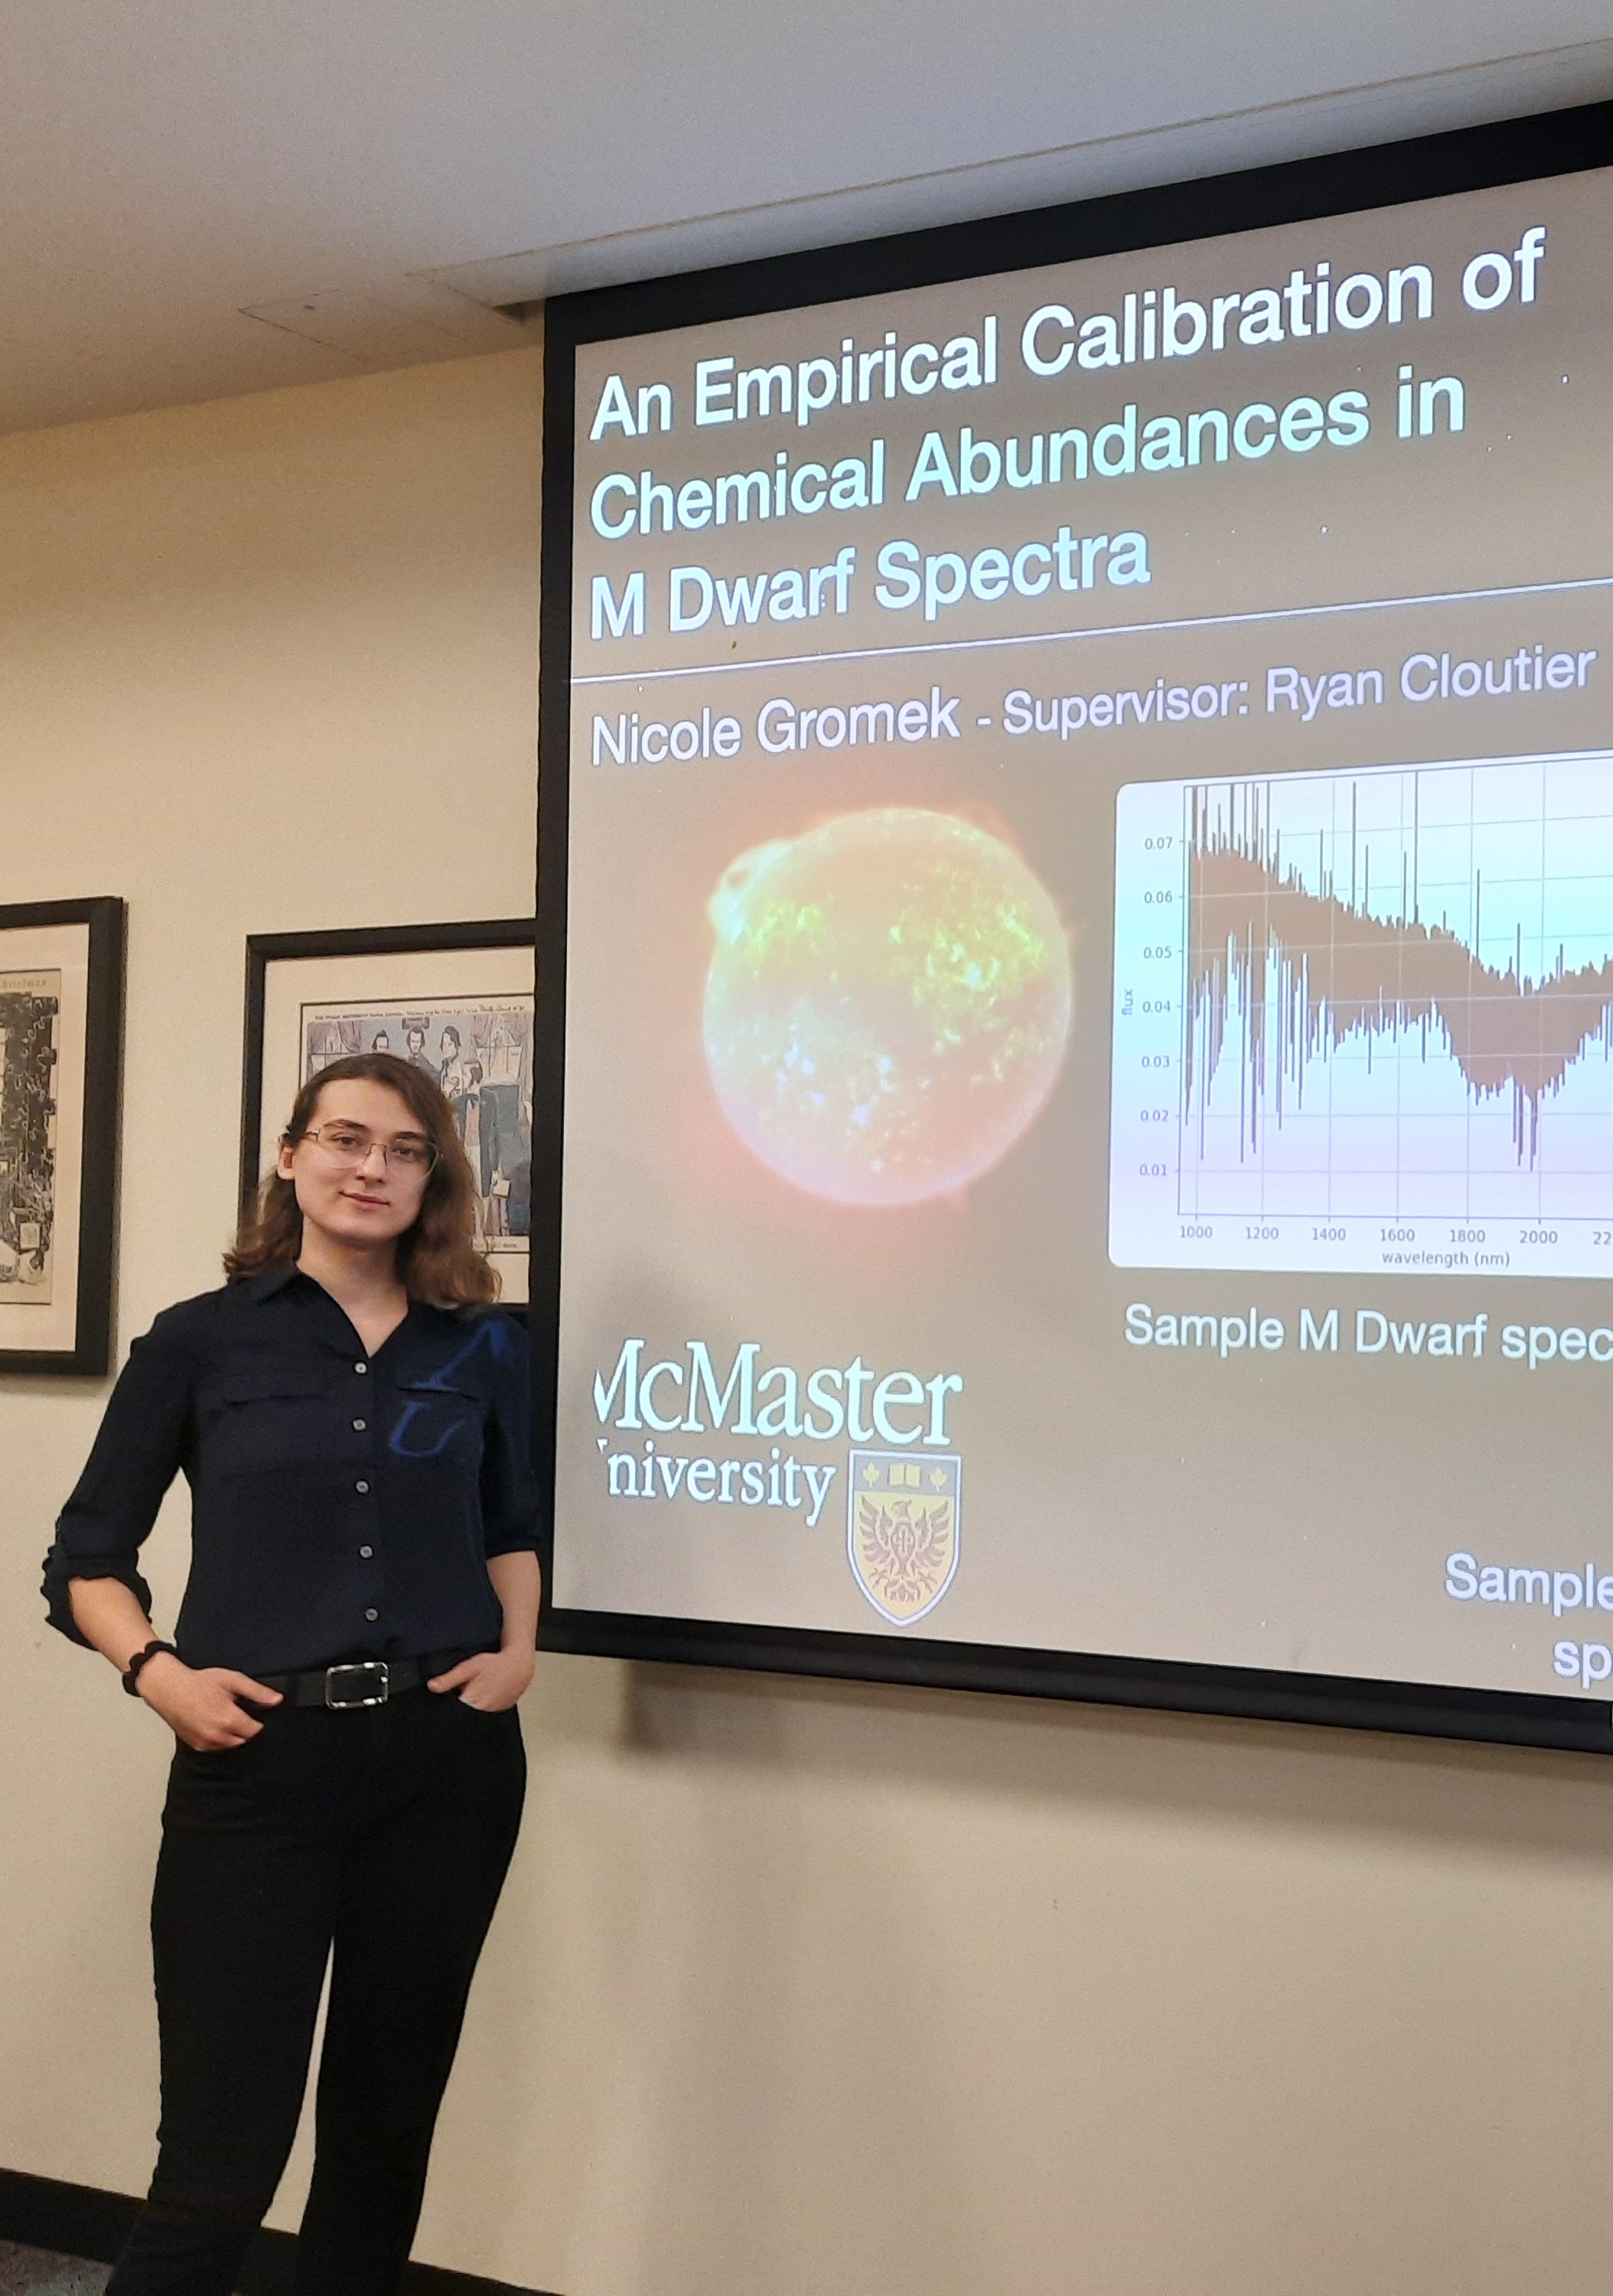 An Empirical Calibration of
Chemical Abundances in
M Dwarf Spectra
Nicole Gromek - Supervisor: Ryan Cloutier
0.07
0.06
0.05
0.04
0.03
0.02
0.01
flux
1000 1200 1400 1600 1800 2000 22
wavelength (nm)
Sample M Dwarf spec
McMaster
niversity
Sample
sp
U